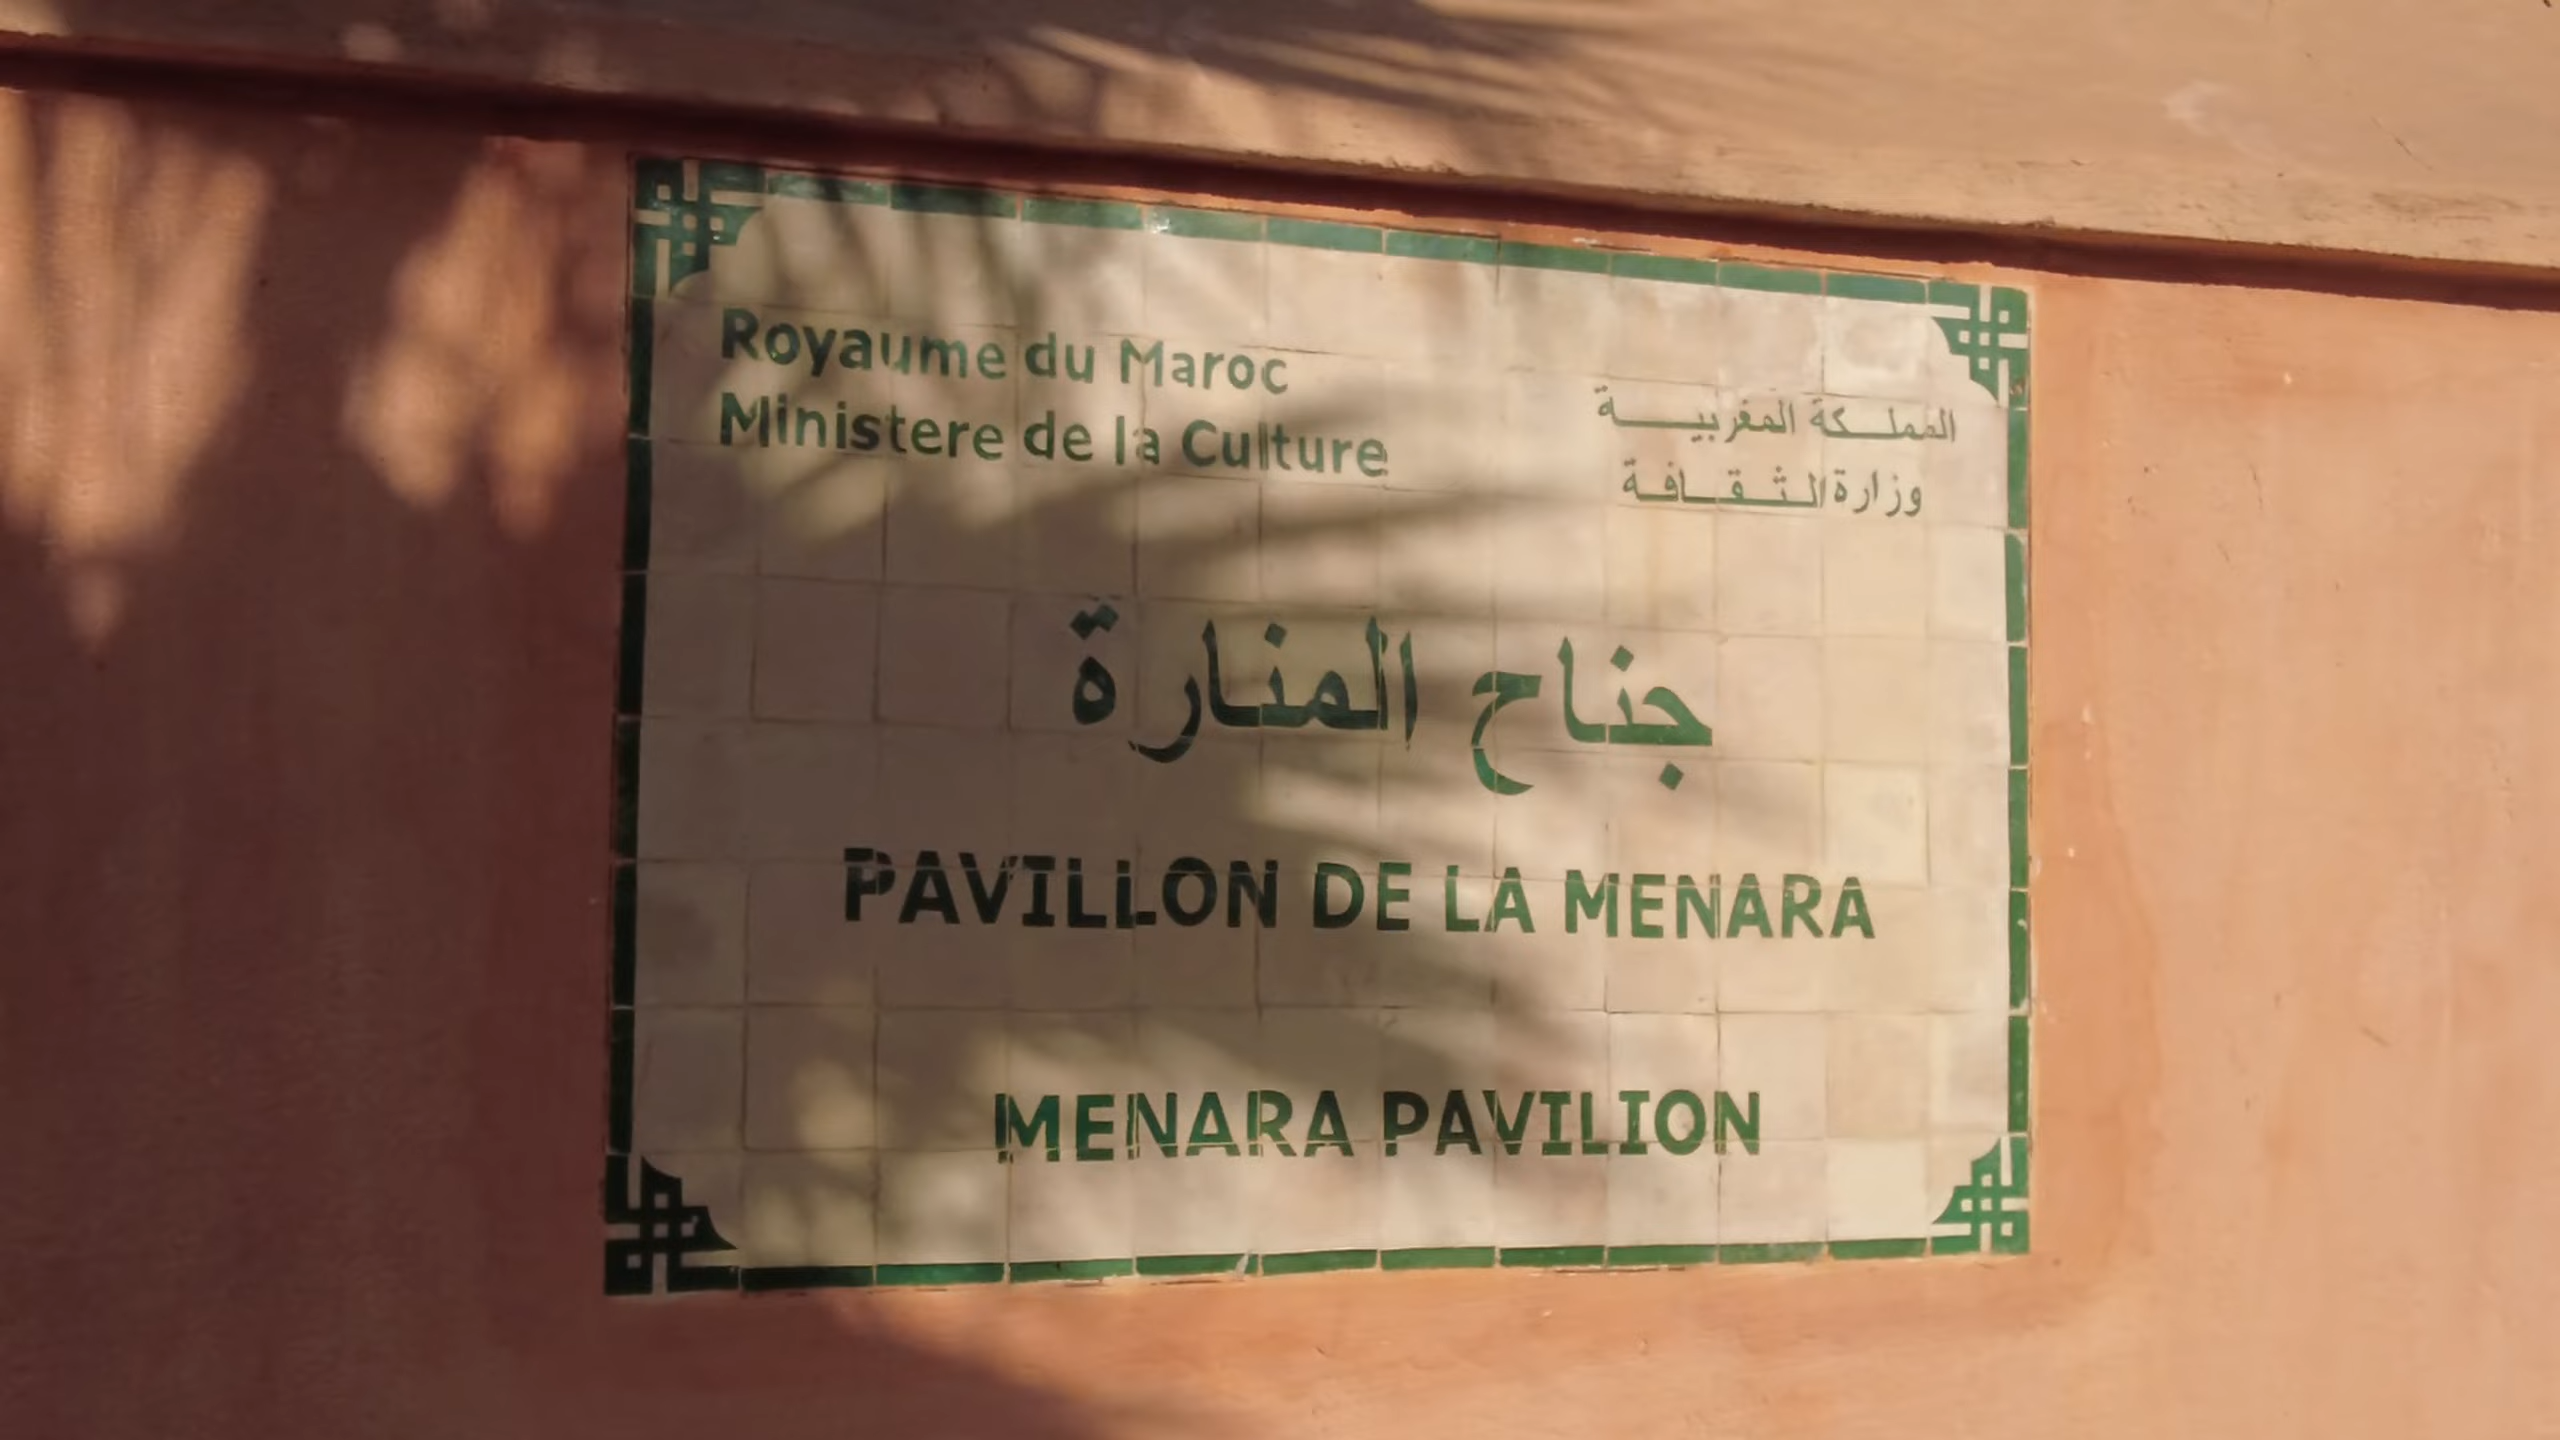 Royaume du Maroc
Ministere de la Culture
المملكة المغربية
وزارة الثقافة
جناح المنارة
PAVILLON DE LA MENARA
MENARA PAVILION